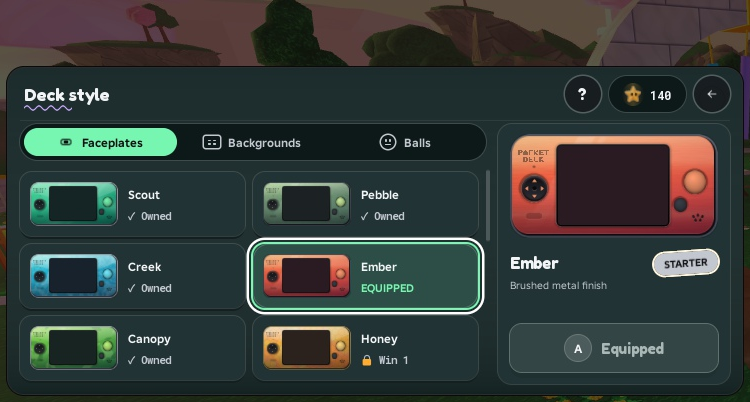 Deck style
?
140
Faceplates
Backgrounds
Balls
Scout
✓ Owned
Pebble
✓ Owned
Creek
✓ Owned
Ember
EQUIPPED
Canopy
✓ Owned
Honey
Win 1
POCKET
DECK
Ember
STARTER
Brushed metal finish
A Equipped